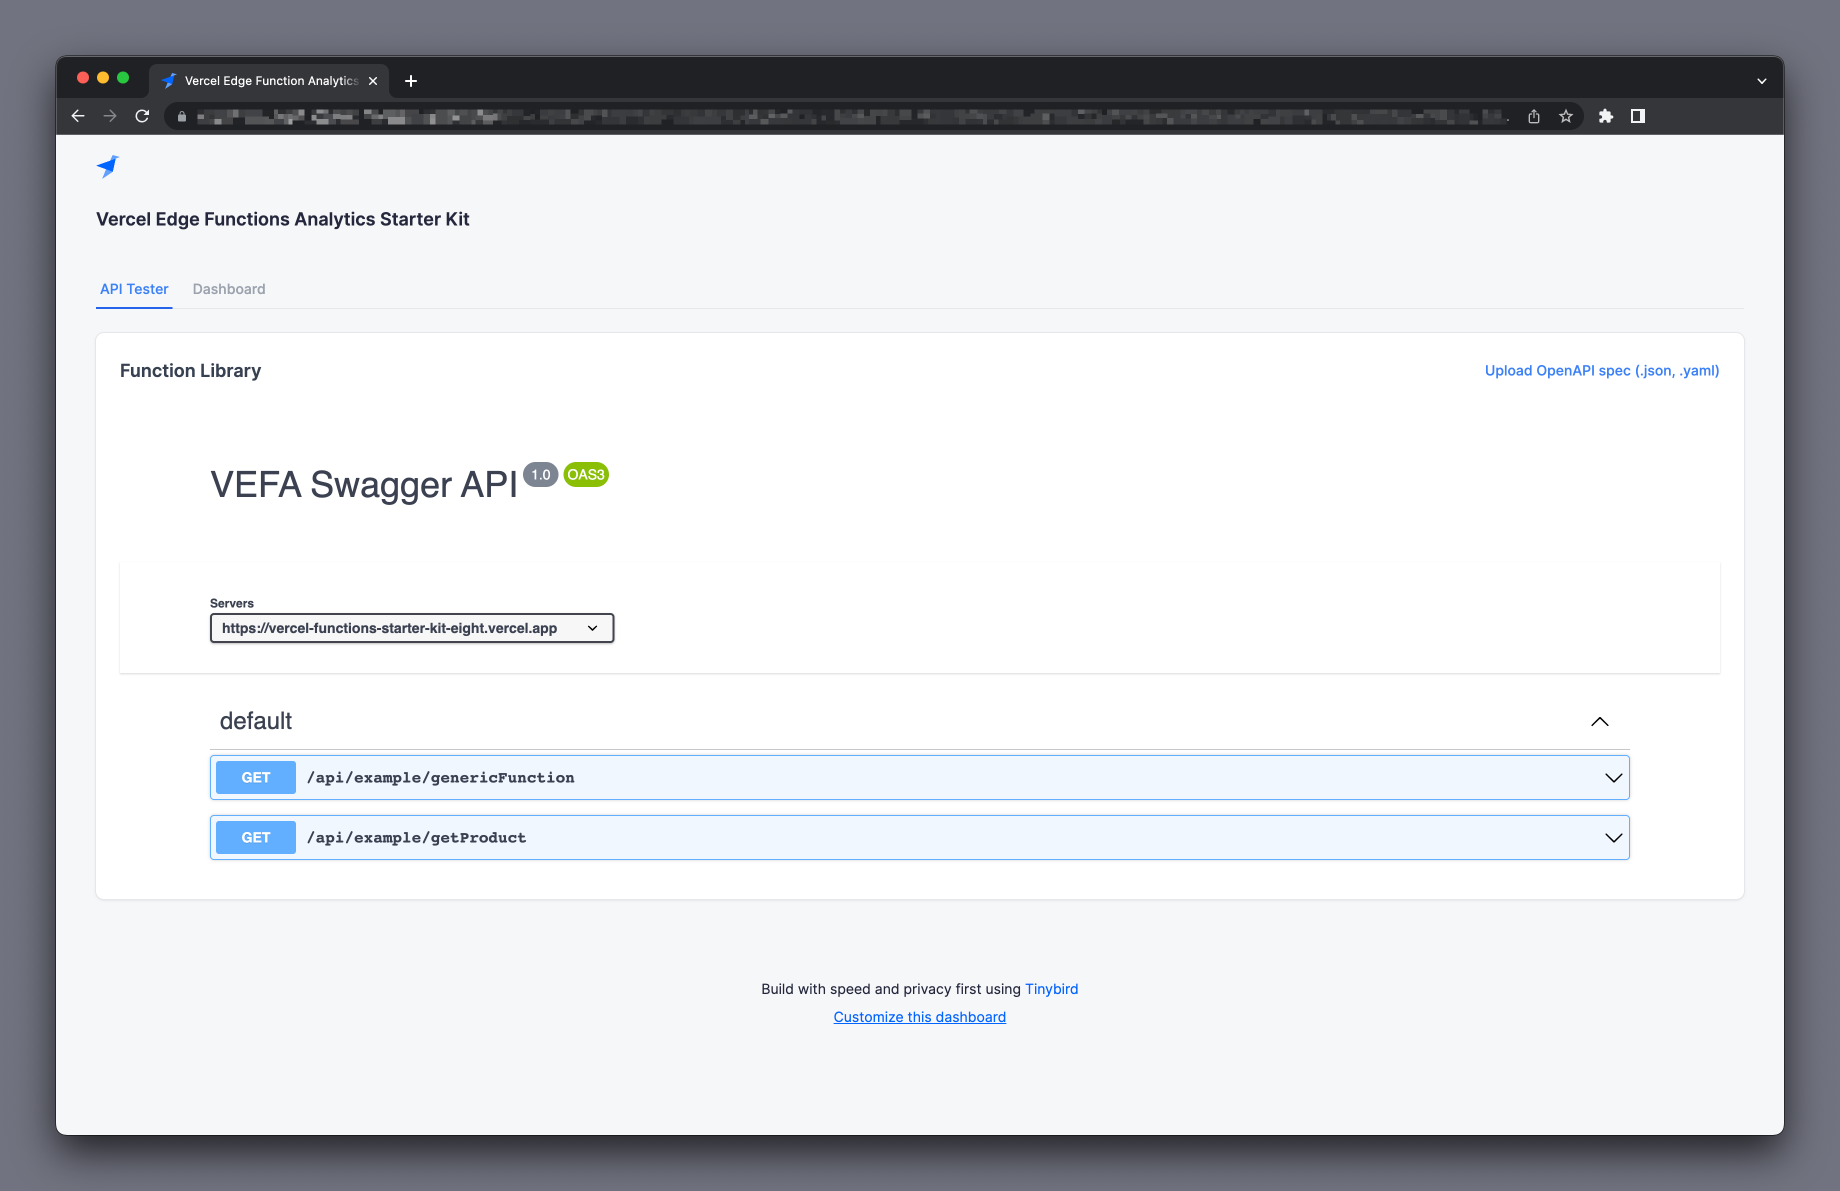 Vercel Edge Function Analytics
Vercel Edge Functions Analytics Starter Kit
API Tester
Dashboard
Function Library
Upload OpenAPI spec (.json, .yaml)
VEFA Swagger API 1.0 OAS3
Servers
https://vercel-functions-starter-kit-eight.vercel.app
default
GET /api/example/genericFunction
GET /api/example/getProduct
Build with speed and privacy first using Tinybird
Customize this dashboard